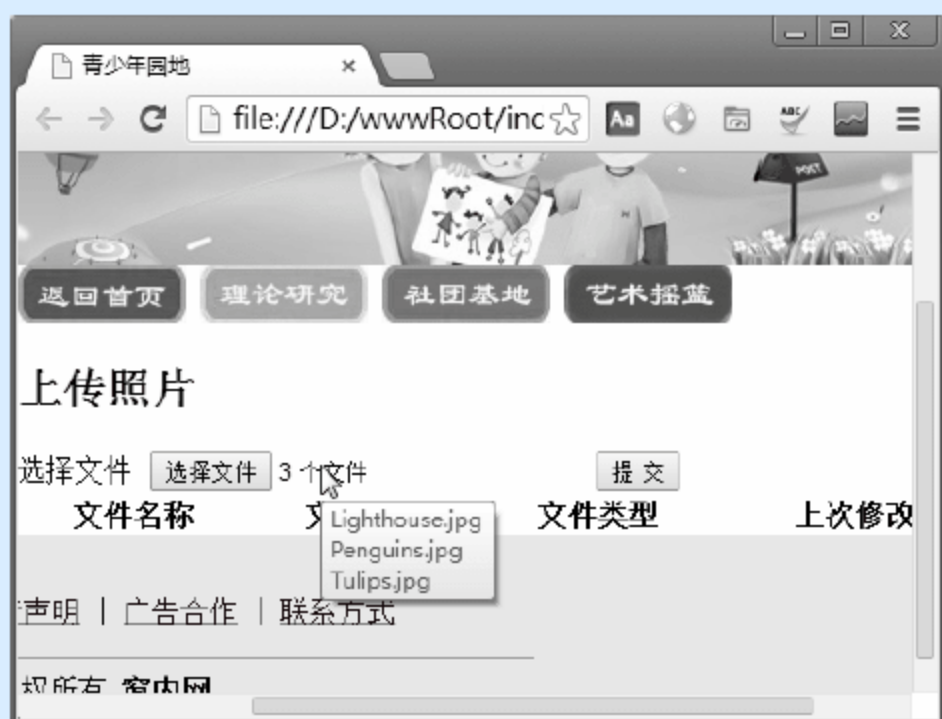 青少年园地
file:///D:/wwwRoot/inc
Aa
ABC
POST
返回首页 理论研究 社团基地 艺术摇篮
上传照片
选择文件 选择文件 3 个文件 提 交
文件名称 文件类型 上次修改
Lighthouse.jpg
Penguins.jpg
Tulips.jpg
声明 | 广告合作 | 联系方式
权所有 窗内网